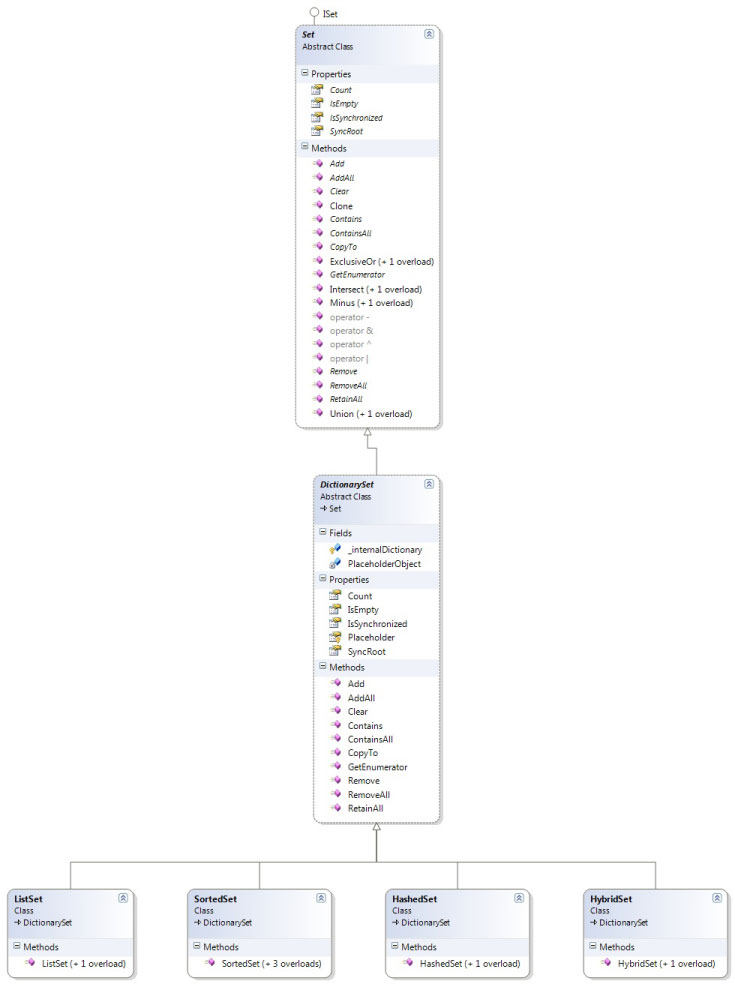 ISet
Set
Abstract Class
Properties
Count
IsEmpty
IsSynchronized
SyncRoot
Methods
Add
AddAll
Clear
Clone
Contains
ContainsAll
CopyTo
ExclusiveOr (+ 1 overload)
GetEnumerator
Intersect (+ 1 overload)
Minus (+ 1 overload)
operator -
operator &
operator ^
operator |
Remove
RemoveAll
RetainAll
Union (+ 1 overload)
DictionarySet
Abstract Class
Set
Fields
_internalDictionary
PlaceholderObject
Properties
Count
IsEmpty
IsSynchronized
Placeholder
SyncRoot
Methods
Add
AddAll
Clear
Contains
ContainsAll
CopyTo
GetEnumerator
Remove
RemoveAll
RetainAll
ListSet
Class
DictionarySet
Methods
ListSet (+ 1 overload)
SortedSet
Class
DictionarySet
Methods
SortedSet (+ 3 overloads)
HashedSet
Class
DictionarySet
Methods
HashedSet (+ 1 overload)
HybridSet
Class
DictionarySet
Methods
HybridSet (+ 1 overload)